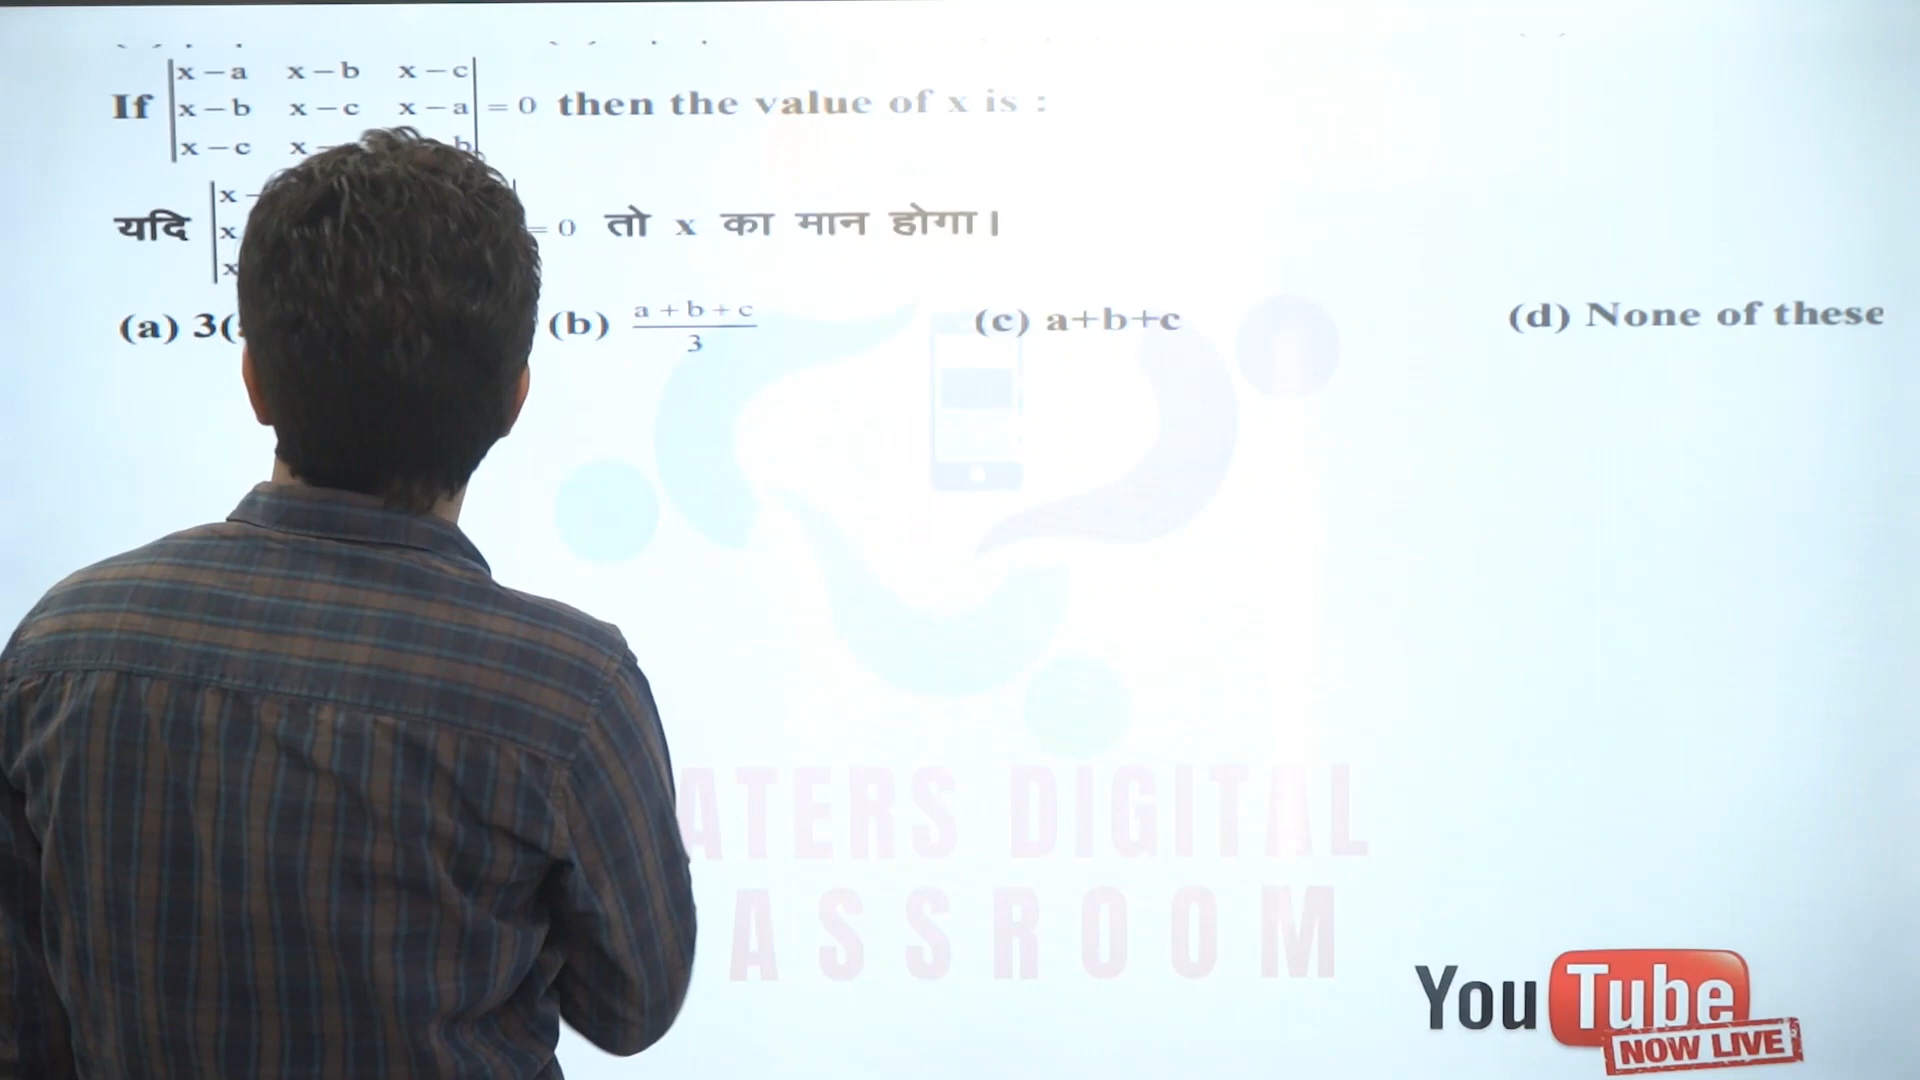 If |x – a x – b x – c|
|x – b x – c x – a| = 0 then the value of x is :
|x – c x – b|
यदि |x – = 0 तो x का मान होगा।
|x
|x
(a) 3( (b) a + b + c / 3 (c) a+b+c (d) None of these
ATERS DIGITAL
ASSROOM
YouTube
NOW LIVE